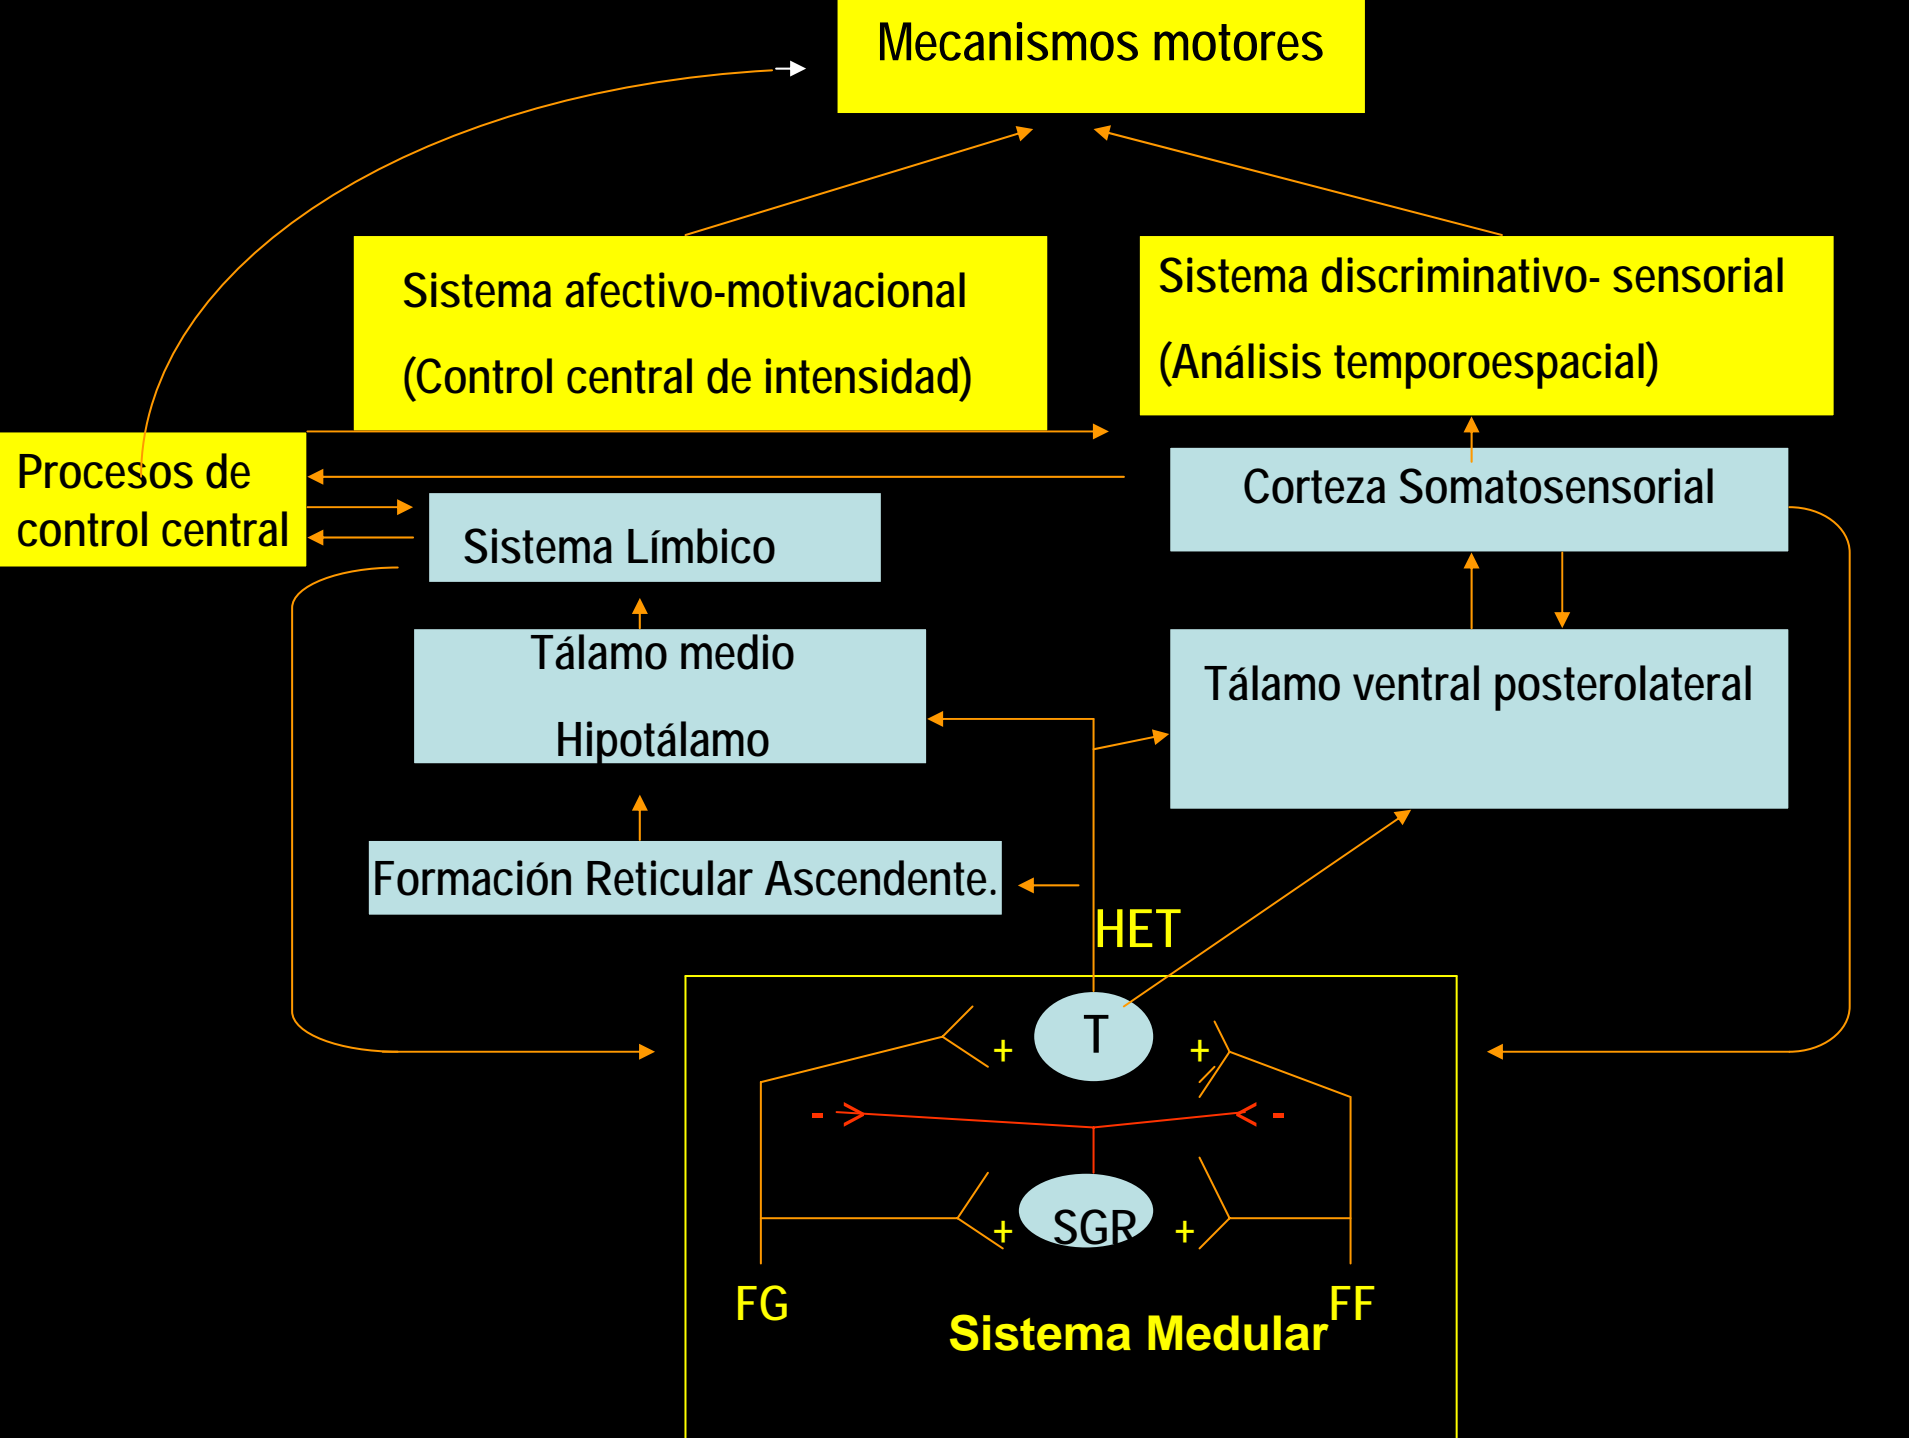 Mecanismos motores
Sistema afectivo-motivacional
(Control central de intensidad)
Sistema discriminativo- sensorial
(Análisis temporoespacial)
Procesos de
control central
Corteza Somatosensorial
Sistema Límbico
Tálamo medio
Hipotálamo
Tálamo ventral posterolateral
Formación Reticular Ascendente.
HET
T
+
+
-
-
SGR
+
+
FG
FF
Sistema Medular